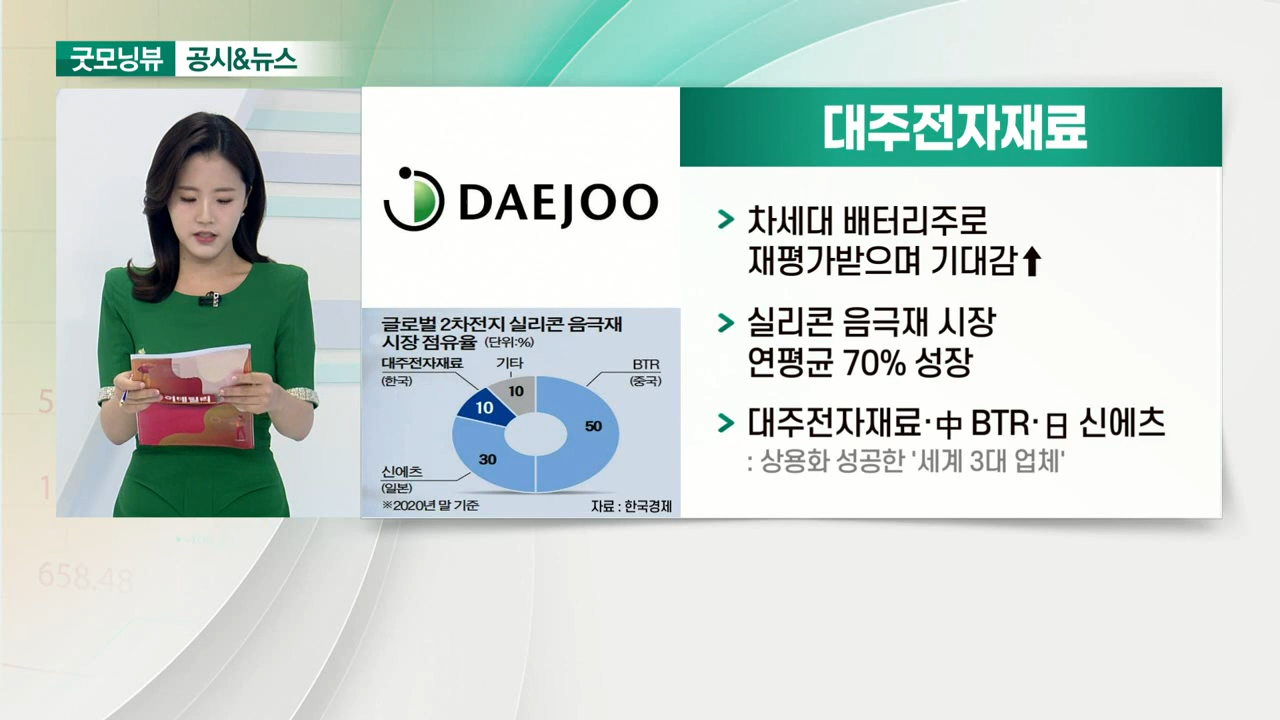 굿모닝뷰 공시&뉴스
DAEJOO
대주전자재료
> 차세대 배터리주로
재평가받으며 기대감⬆
> 실리콘 음극재 시장
연평균 70% 성장
> 대주전자재료·中 BTR·日 신에츠
: 상용화 성공한 '세계 3대 업체'
글로벌 2차전지 실리콘 음극재
시장 점유율 (단위:%)
대주전자재료
(한국)
기타
BTR
(중국)
10
10
50
30
신에츠
(일본)
※2020년 말 기준
자료 : 한국경제
이데일리
658.48